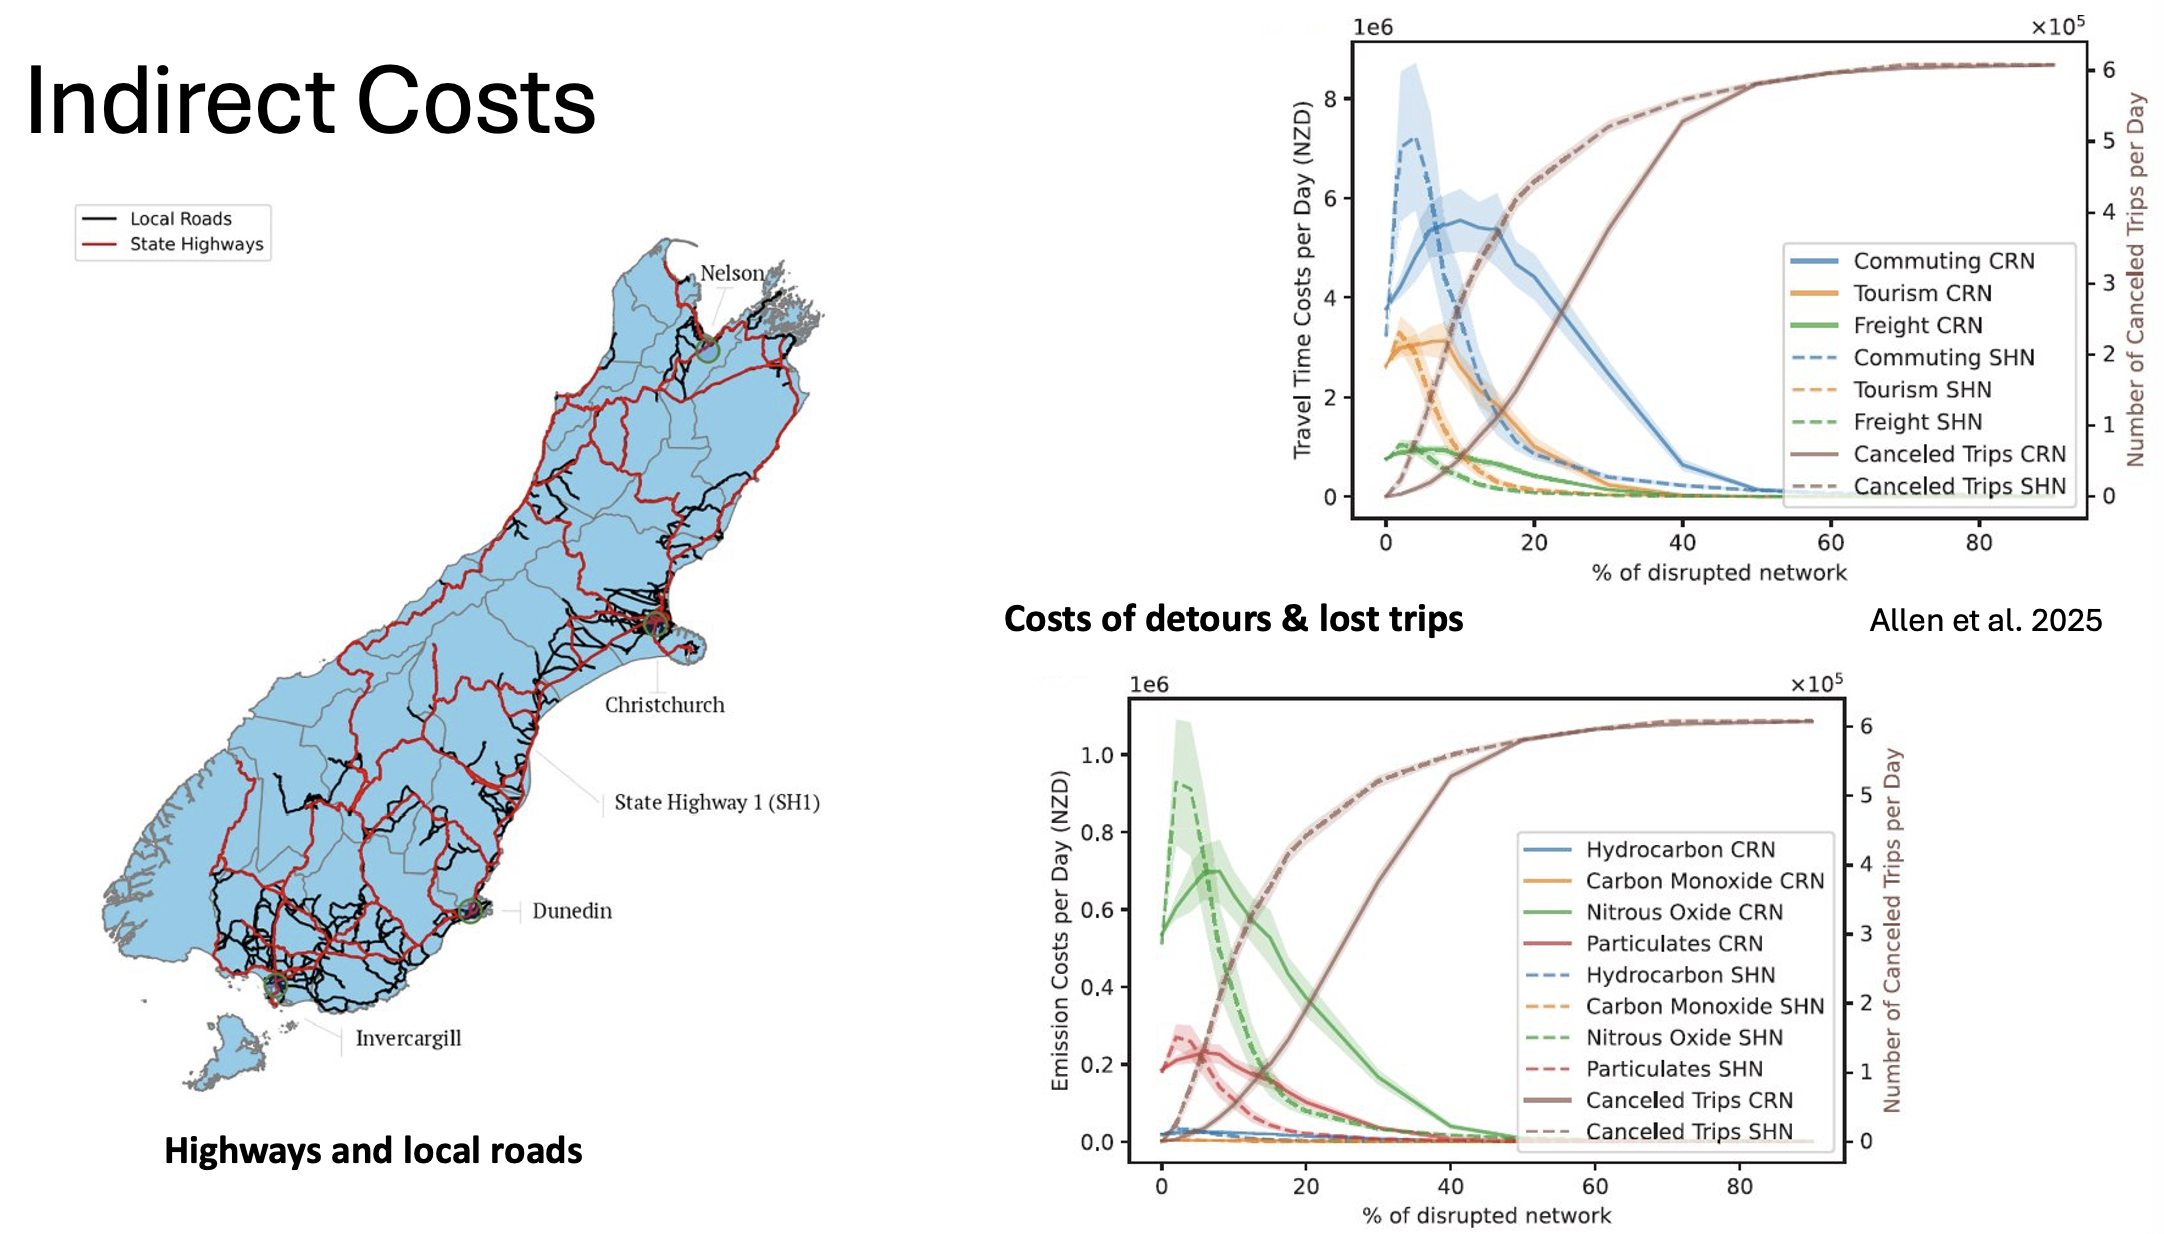 Indirect Costs
Local Roads
State Highways
Nelson
Christchurch
State Highway 1 (SH1)
Dunedin
Invercargill
Highways and local roads
1e6
×10⁵
Travel Time Costs per Day (NZD)
8
6
4
2
0
Number of Canceled Trips per Day
6
5
4
3
2
1
0
Commuting CRN
Tourism CRN
Freight CRN
Commuting SHN
Tourism SHN
Freight SHN
Canceled Trips CRN
Canceled Trips SHN
0 20 40 60 80
% of disrupted network
Costs of detours & lost trips
Allen et al. 2025
1e6
×10⁵
Emission Costs per Day (NZD)
1.0
0.8
0.6
0.4
0.2
0.0
Number of Canceled Trips per Day
6
5
4
3
2
1
0
Hydrocarbon CRN
Carbon Monoxide CRN
Nitrous Oxide CRN
Particulates CRN
Hydrocarbon SHN
Carbon Monoxide SHN
Nitrous Oxide SHN
Particulates SHN
Canceled Trips CRN
Canceled Trips SHN
0 20 40 60 80
% of disrupted network